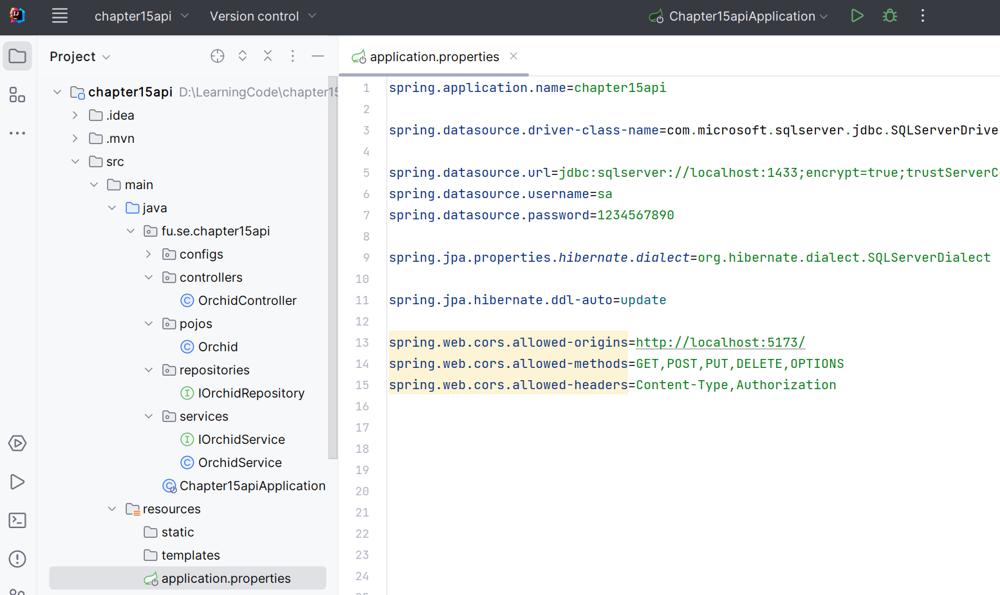 chapter15api
Version control
Chapter15apiApplication
Project
application.properties
chapter15api D:\LearningCode\chapter15
.idea
.mvn
src
main
java
fu.se.chapter15api
configs
controllers
OrchidController
pojos
Orchid
repositories
IOrchidRepository
services
IOrchidService
OrchidService
Chapter15apiApplication
resources
static
templates
application.properties
1 spring.application.name=chapter15api
2
3 spring.datasource.driver-class-name=com.microsoft.sqlserver.jdbc.SQLServerDrive
4
5 spring.datasource.url=jdbc:sqlserver://localhost:1433;encrypt=true;trustServerC
6 spring.datasource.username=sa
7 spring.datasource.password=1234567890
8
9 spring.jpa.properties.hibernate.dialect=org.hibernate.dialect.SQLServerDialect
10
11 spring.jpa.hibernate.ddl-auto=update
12
13 spring.web.cors.allowed-origins=http://localhost:5173/
14 spring.web.cors.allowed-methods=GET,POST,PUT,DELETE,OPTIONS
15 spring.web.cors.allowed-headers=Content-Type,Authorization
16
17
18
19
20
21
22
23
24